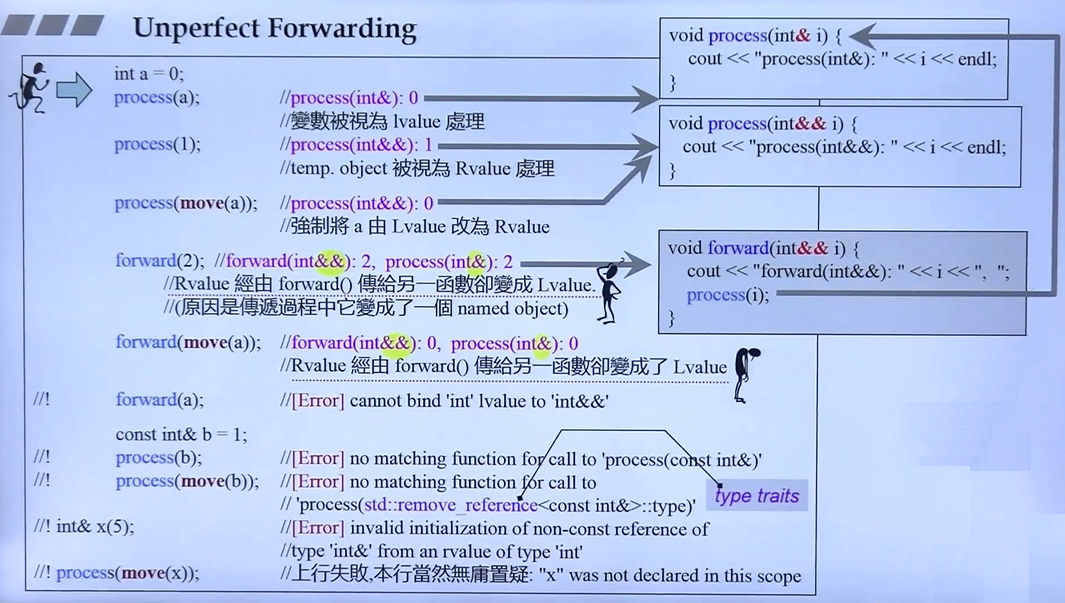 Unperfect Forwarding
int a = 0;
process(a); //process(int&): 0
//變數被視為 lvalue 處理
process(1); //process(int&&): 1
//temp. object 被視為 Rvalue 處理
process(move(a)); //process(int&&): 0
//強制將 a 由 Lvalue 改為 Rvalue
forward(2); //forward(int&&): 2, process(int&): 2
//Rvalue 經由 forward() 傳給另一函數卻變成 Lvalue.
//(原因是傳遞過程中它變成了一個 named object)
forward(move(a)); //forward(int&&): 0, process(int&): 0
//Rvalue 經由 forward() 傳給另一函數卻變成了 Lvalue
//! forward(a); //[Error] cannot bind 'int' lvalue to 'int&&'
const int& b = 1;
//! process(b); //[Error] no matching function for call to 'process(const int&)'
//! process(move(b)); //[Error] no matching function for call to
// 'process(std::remove_reference<const int&>::type)'
//! int& x(5); //[Error] invalid initialization of non-const reference of
//type 'int&' from an rvalue of type 'int'
//! process(move(x)); //上行失敗,本行當然無庸置疑: "x" was not declared in this scope
void process(int& i) {
cout << "process(int&): " << i << endl;
}
void process(int&& i) {
cout << "process(int&&): " << i << endl;
}
void forward(int&& i) {
cout << "forward(int&&): " << i << ", ";
process(i);
}
type traits